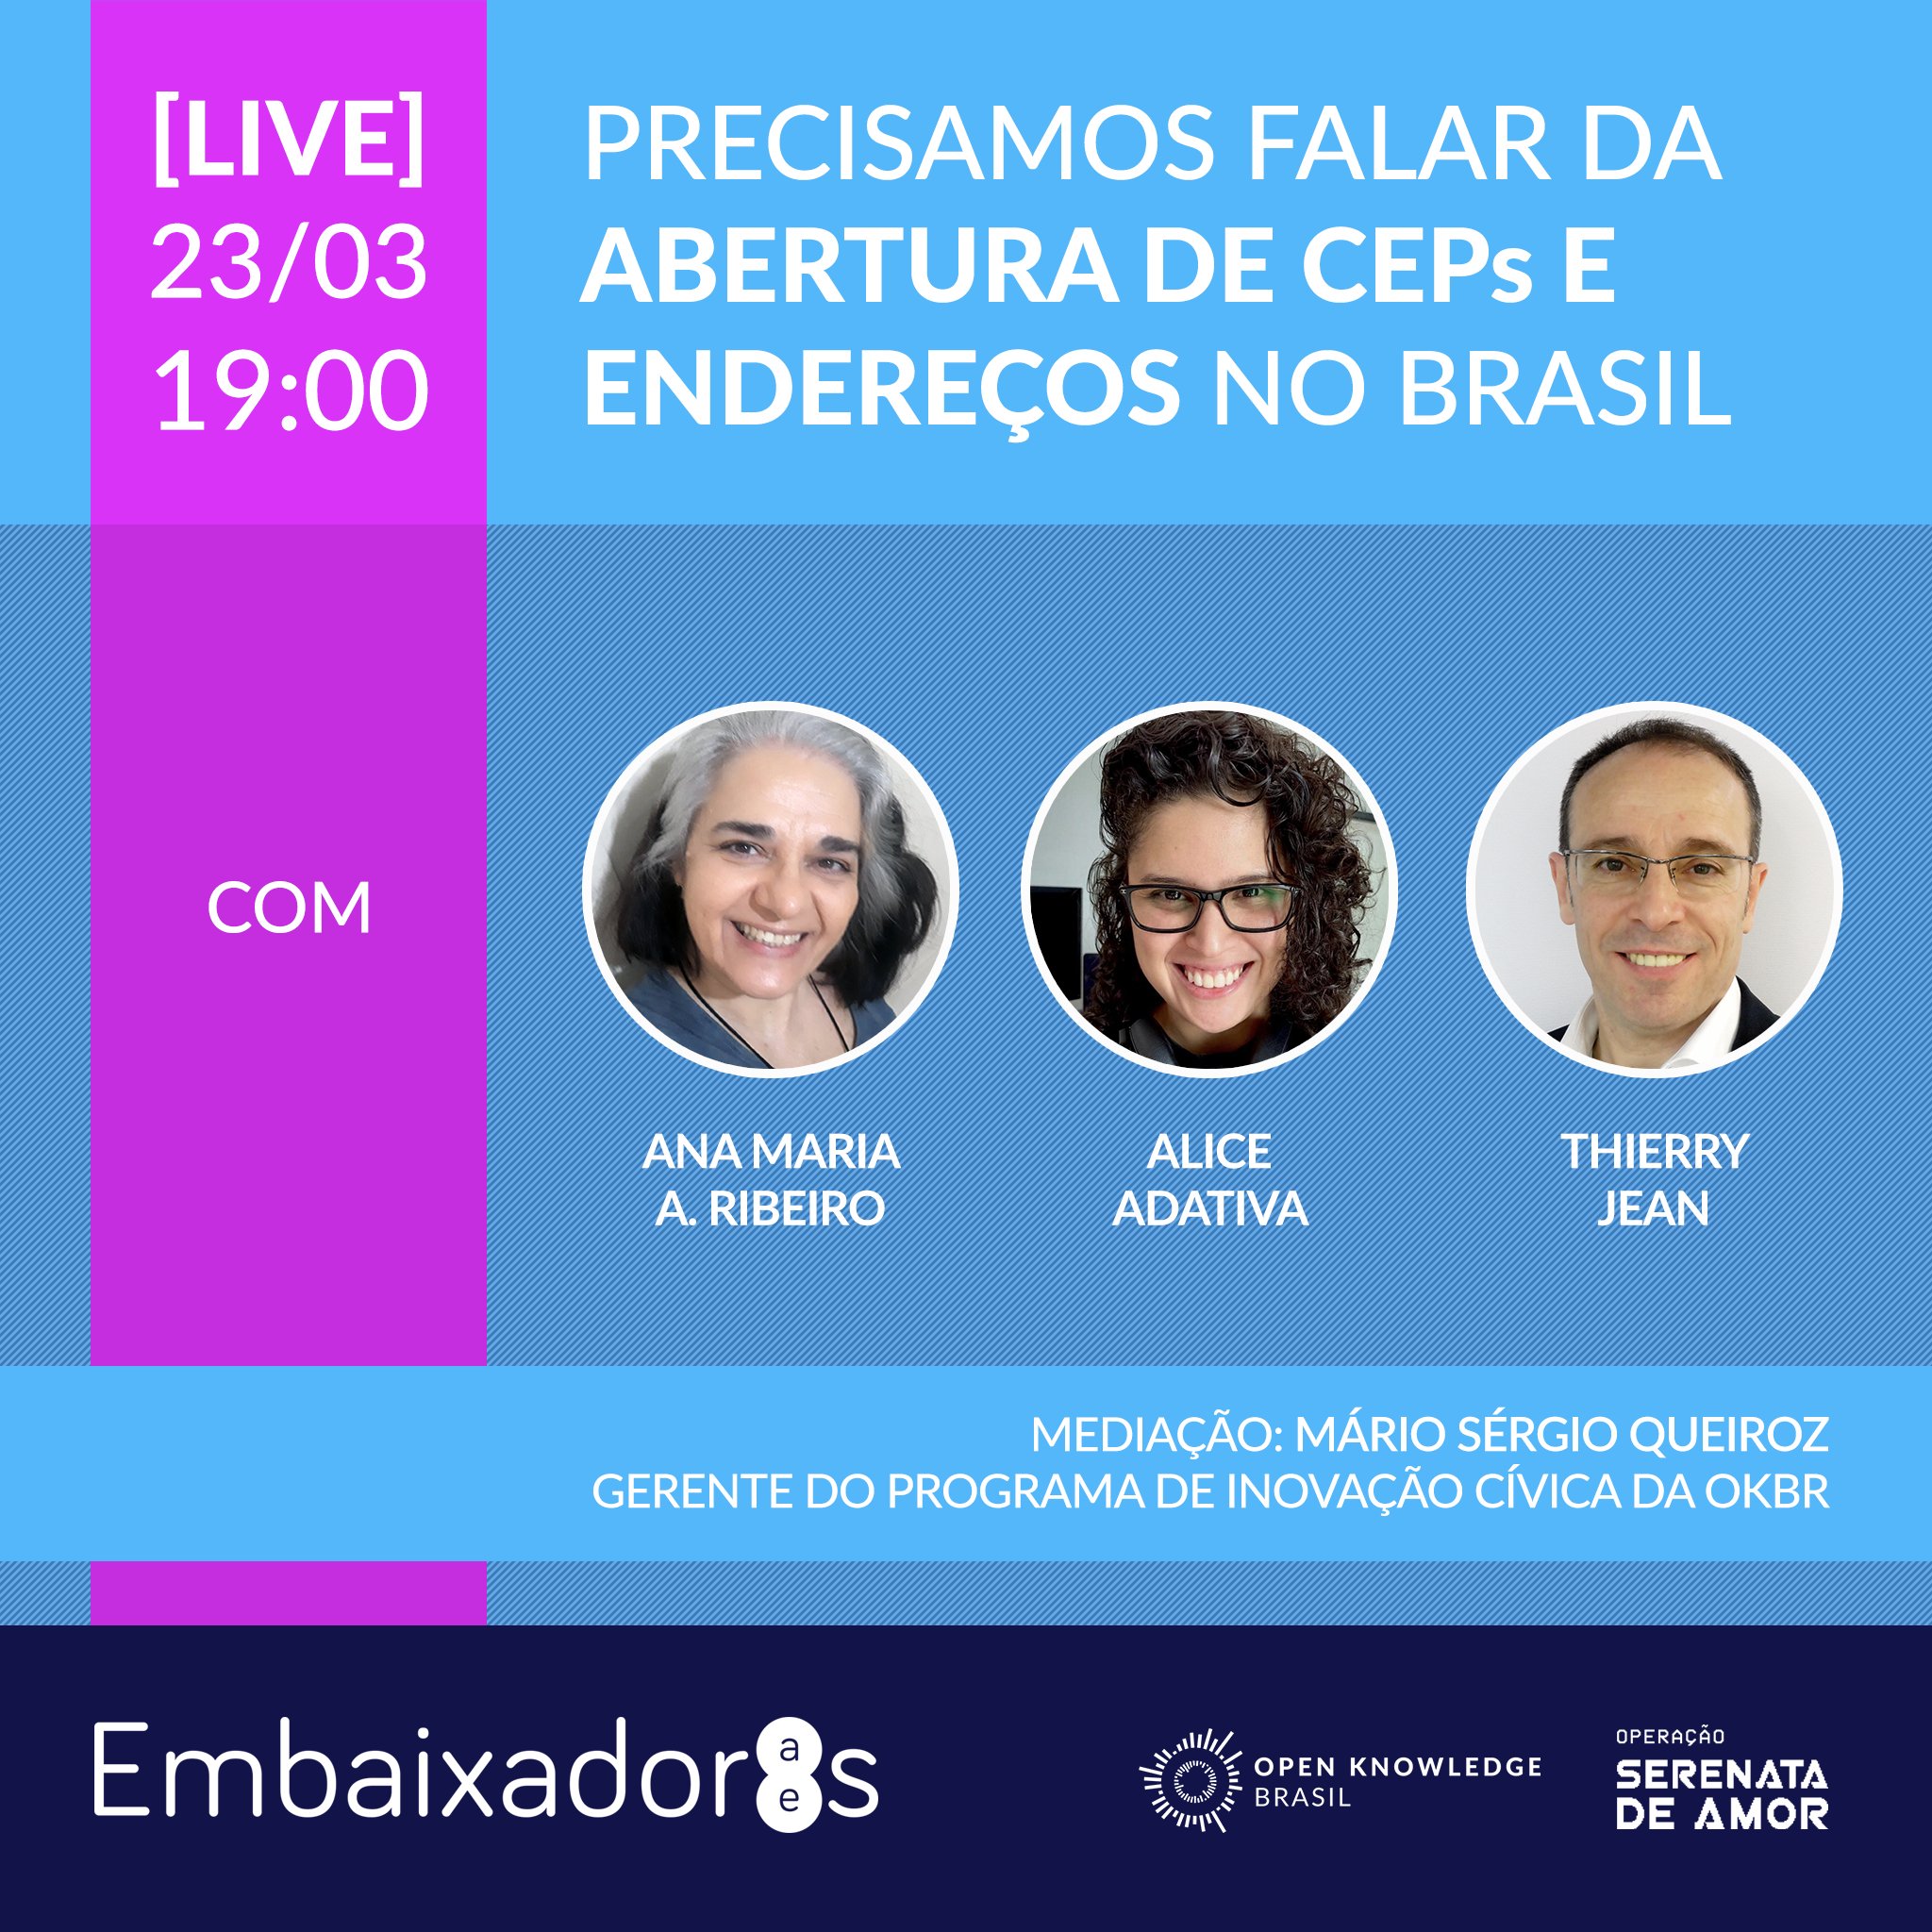 [LIVE]
23/03
19:00
PRECISAMOS FALAR DA
ABERTURA DE CEPs E
ENDEREÇOS NO BRASIL
COM
ANA MARIA
A. RIBEIRO
ALICE
ADATIVA
THIERRY
JEAN
MEDIAÇÃO: MÁRIO SÉRGIO QUEIROZ
GERENTE DO PROGRAMA DE INOVAÇÃO CÍVICA DA OKBR
Embaixadoraes
OPEN KNOWLEDGE
BRASIL
OPERAÇÃO
SERENATA
DE AMOR